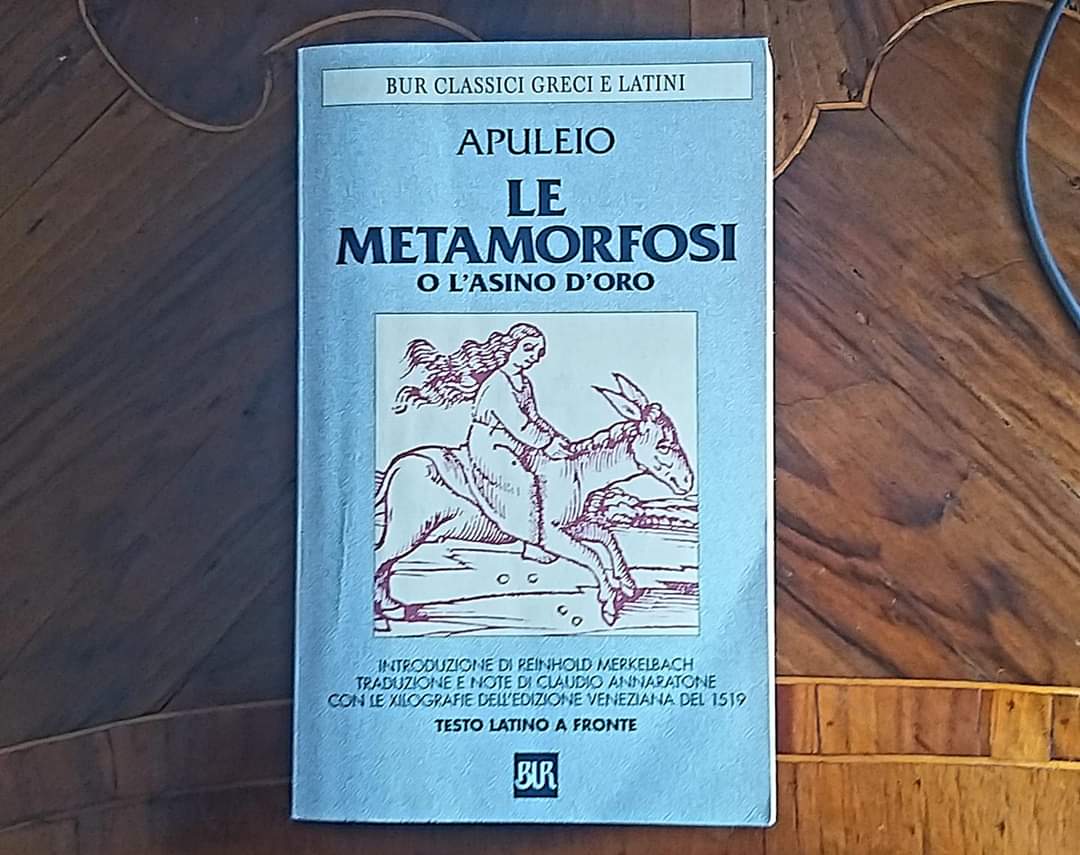 BUR CLASSICI GRECI E LATINI
APULEIO
LE
METAMORFOSI
O L'ASINO D'ORO
INTRODUZIONE DI REINHOLD MERKELBACH
TRADUZIONE E NOTE DI CLAUDIO ANNARATONE
CON LE XILOGRAFIE DELL'EDIZIONE VENEZIANA DEL 1519
TESTO LATINO A FRONTE
BUR